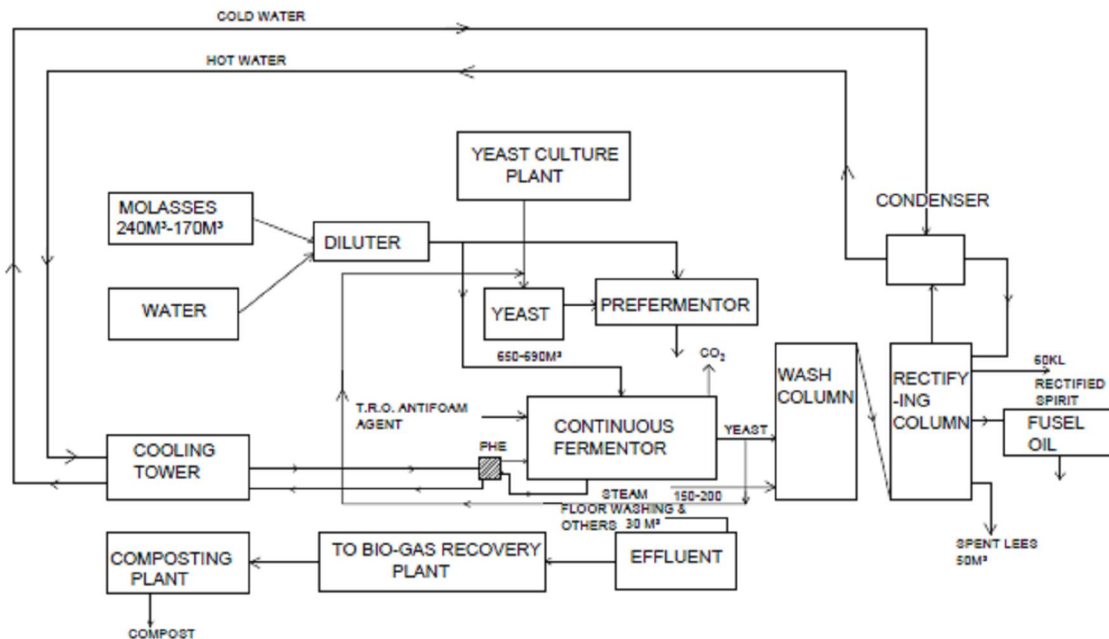 COLD WATER
HOT WATER
YEAST CULTURE
PLANT
CONDENSER
MOLASSES
240M³-170M³
DILUTER
WATER
YEAST
PREFERMENTOR
650-690M³
CO₂
WASH
COLUMN
RECTIFY
-ING
COLUMN
60KL
RECTIFIED
SPIRIT
FUSEL
OIL
T.R.O. ANTIFOAM
AGENT
CONTINUOUS
FERMENTOR
YEAST
PHE
COOLING
TOWER
STEAM
150-200
FLOOR WASHING &
OTHERS 30 M³
SPENT LEES
50M³
COMPOSTING
PLANT
TO BIO-GAS RECOVERY
PLANT
EFFLUENT
COMPOST